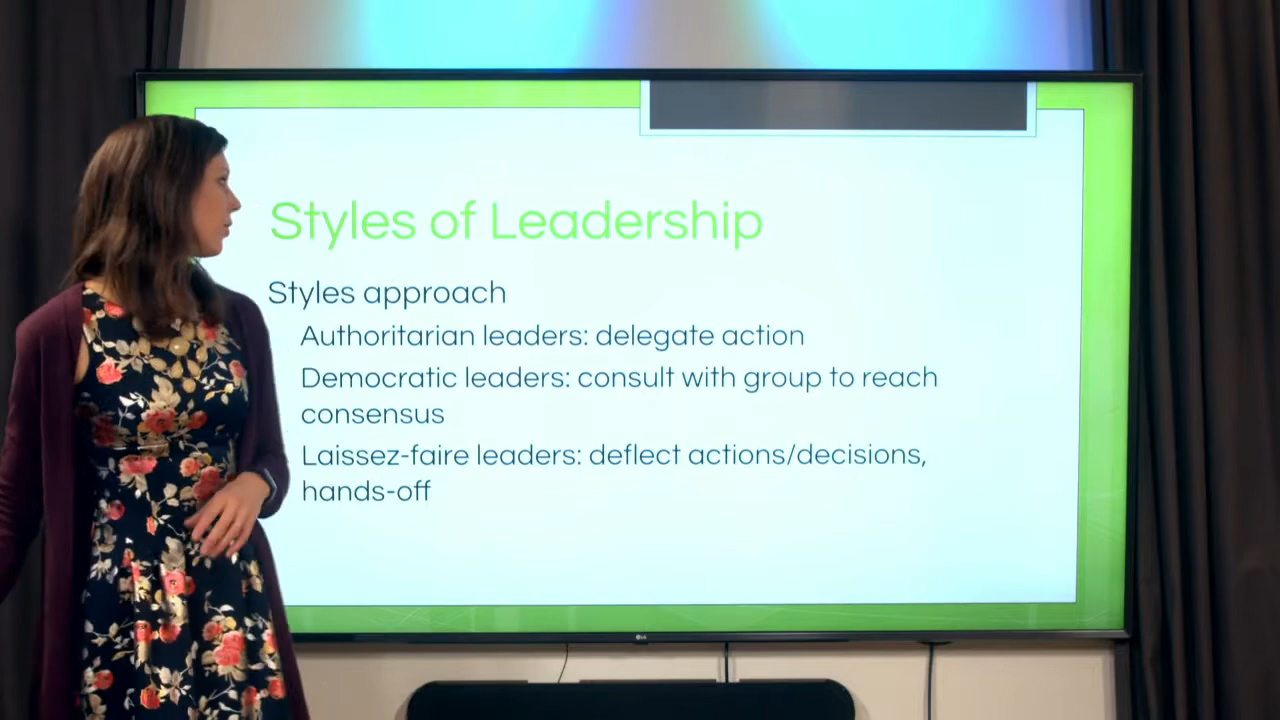 Styles of Leadership
Styles approach
Authoritarian leaders: delegate action
Democratic leaders: consult with group to reach
consensus
Laissez-faire leaders: deflect actions/decisions,
hands-off
LG